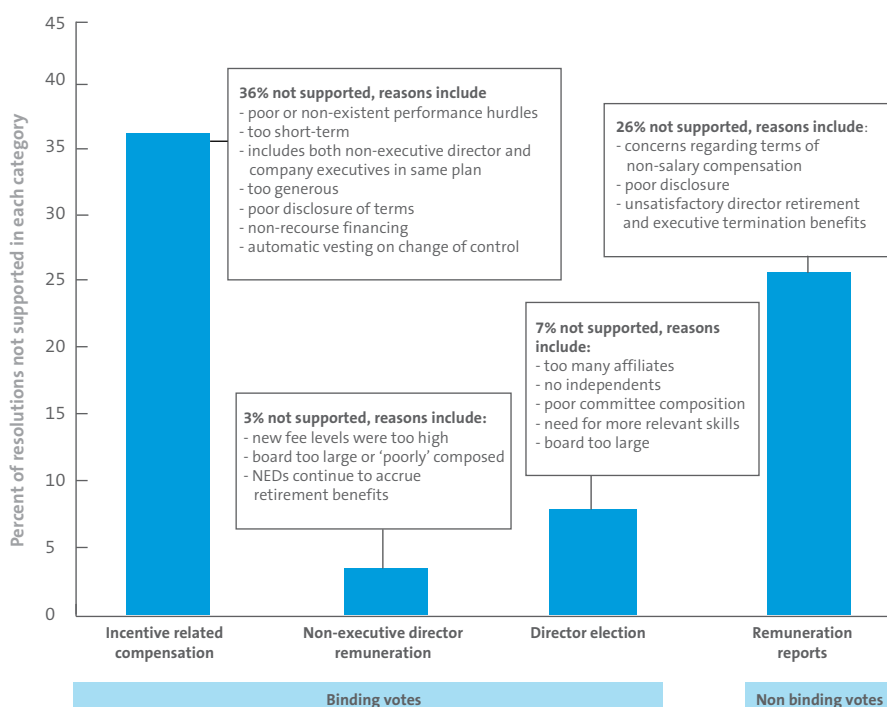 Percent of resolutions not supported in each category
45
40
35
30
25
20
15
10
5
0
36% not supported, reasons include
- poor or non-existent performance hurdles
- too short-term
- includes both non-executive director and
company executives in same plan
- too generous
- poor disclosure of terms
- non-recourse financing
- automatic vesting on change of control
3% not supported, reasons include:
- new fee levels were too high
- board too large or ‘poorly’ composed
- NEDs continue to accrue
retirement benefits
7% not supported, reasons
include:
- too many affiliates
- no independents
- poor committee composition
- need for more relevant skills
- board too large
26% not supported, reasons include:
- concerns regarding terms of
non-salary compensation
- poor disclosure
- unsatisfactory director retirement
and executive termination benefits
Incentive related
compensation
Non-executive director
remuneration
Director election
Remuneration
reports
Binding votes
Non binding votes